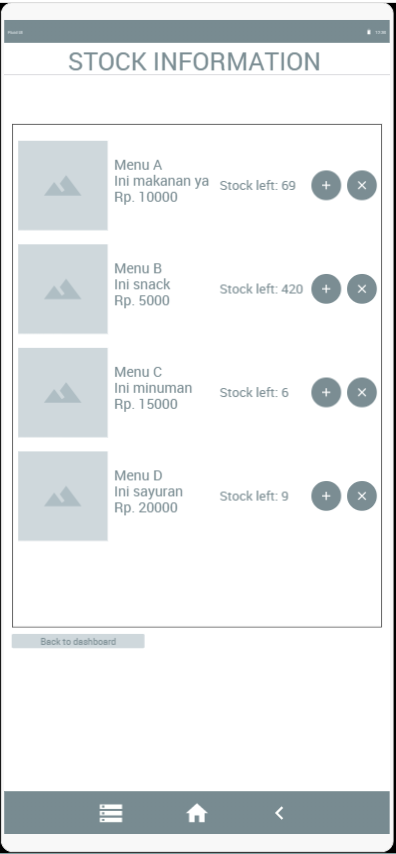 12:30
STOCK INFORMATION
Menu A
Ini makanan ya
Rp. 10000
Stock left: 69
Menu B
Ini snack
Rp. 5000
Stock left: 420
Menu C
Ini minuman
Rp. 15000
Stock left: 6
Menu D
Ini sayuran
Rp. 20000
Stock left: 9
Back to dashboard